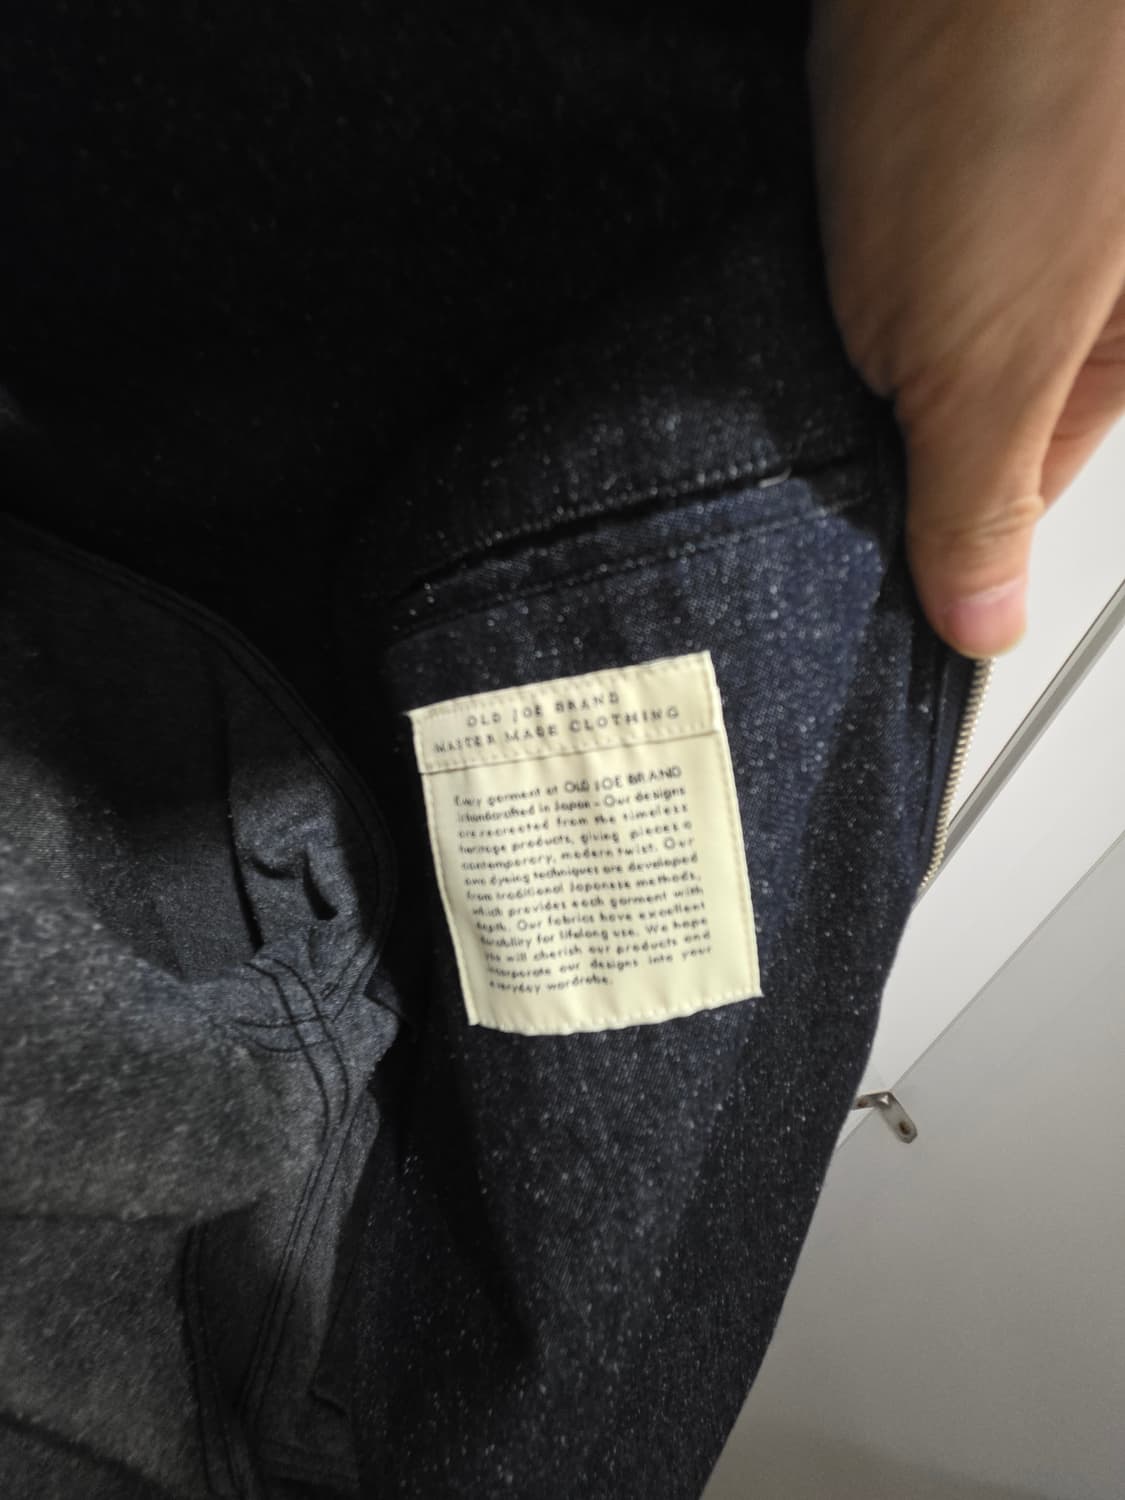 OLD JOE BRAND
MASTER MADE CLOTHING
Every garment at OLD JOE BRAND
is handcrafted in Japan - Our designs
are recreated from the timeless
heritage products, giving pieces a
contemporary, modern twist. Our
own dyeing techniques are developed
from traditional Japanese methods,
which provides each garment with
depth. Our fabrics have excellent
durability for lifelong use. We hope
you will cherish our products and
incorporate our designs into your
everyday wardrobe.